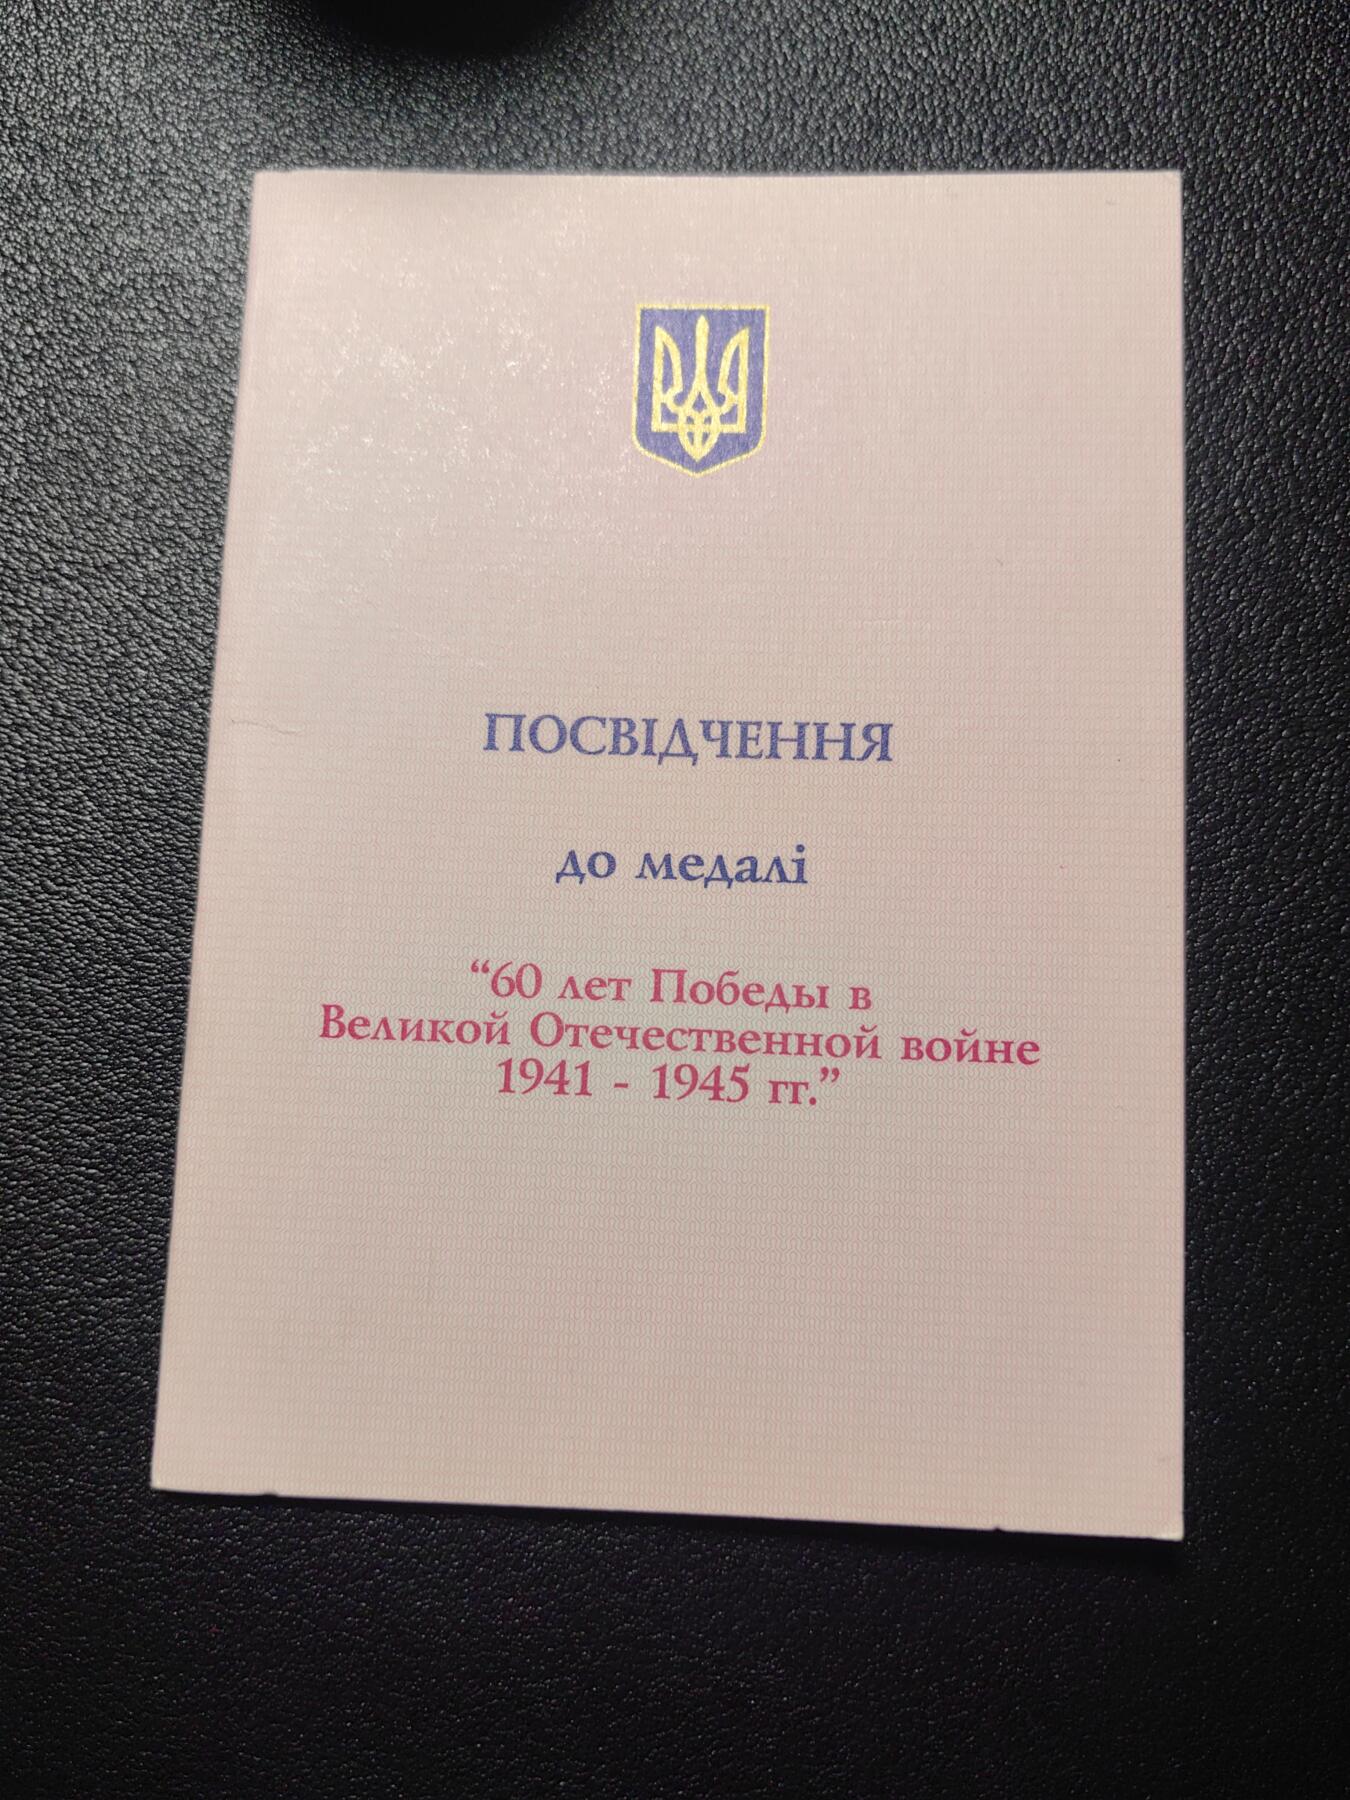 ПОСВІДЧЕННЯ
до медалі
“60 лет Победы в
Великой Отечественной войне
1941 - 1945 гг.”